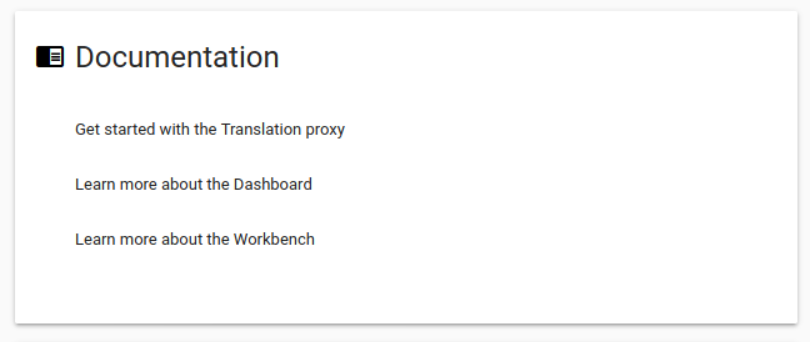 Documentation
Get started with the Translation proxy
Learn more about the Dashboard
Learn more about the Workbench